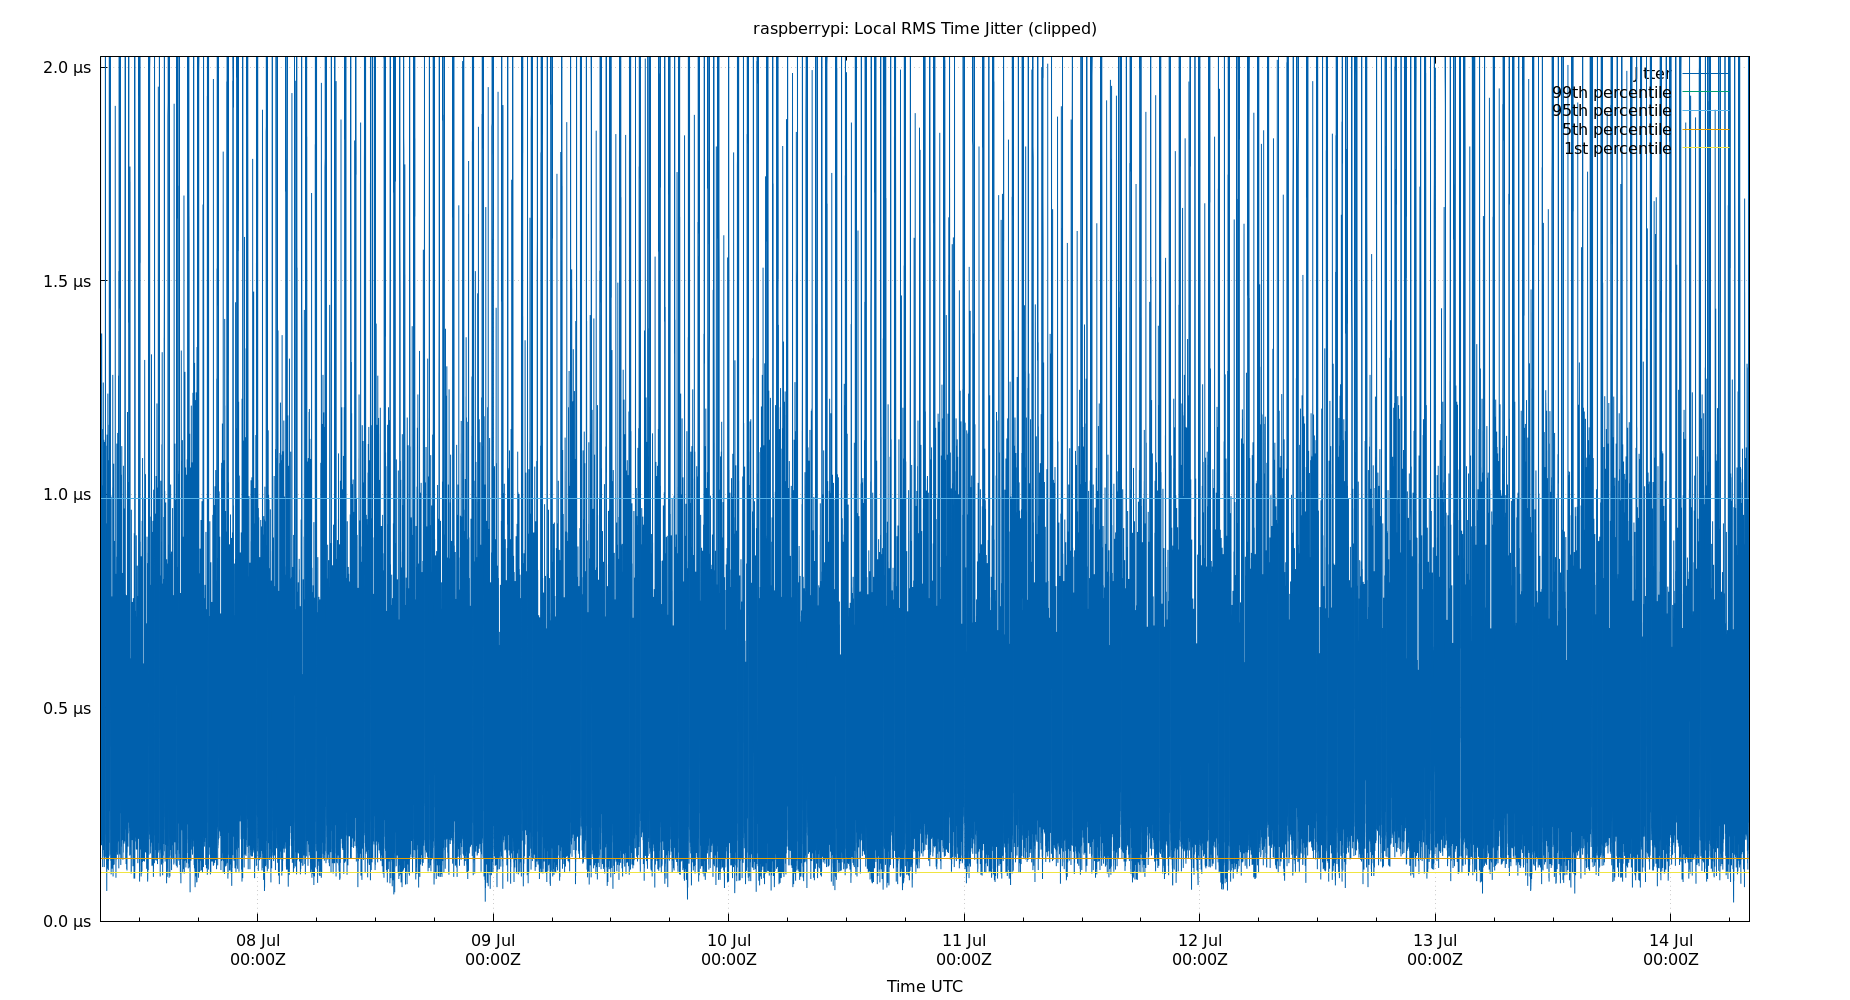 raspberrypi: Local RMS Time Jitter (clipped)
2.0 µs
1.5 µs
1.0 µs
0.5 µs
0.0 µs
Jitter
99th percentile
95th percentile
5th percentile
1st percentile
08 Jul
00:00Z
09 Jul
00:00Z
10 Jul
00:00Z
11 Jul
00:00Z
12 Jul
00:00Z
13 Jul
00:00Z
14 Jul
00:00Z
Time UTC